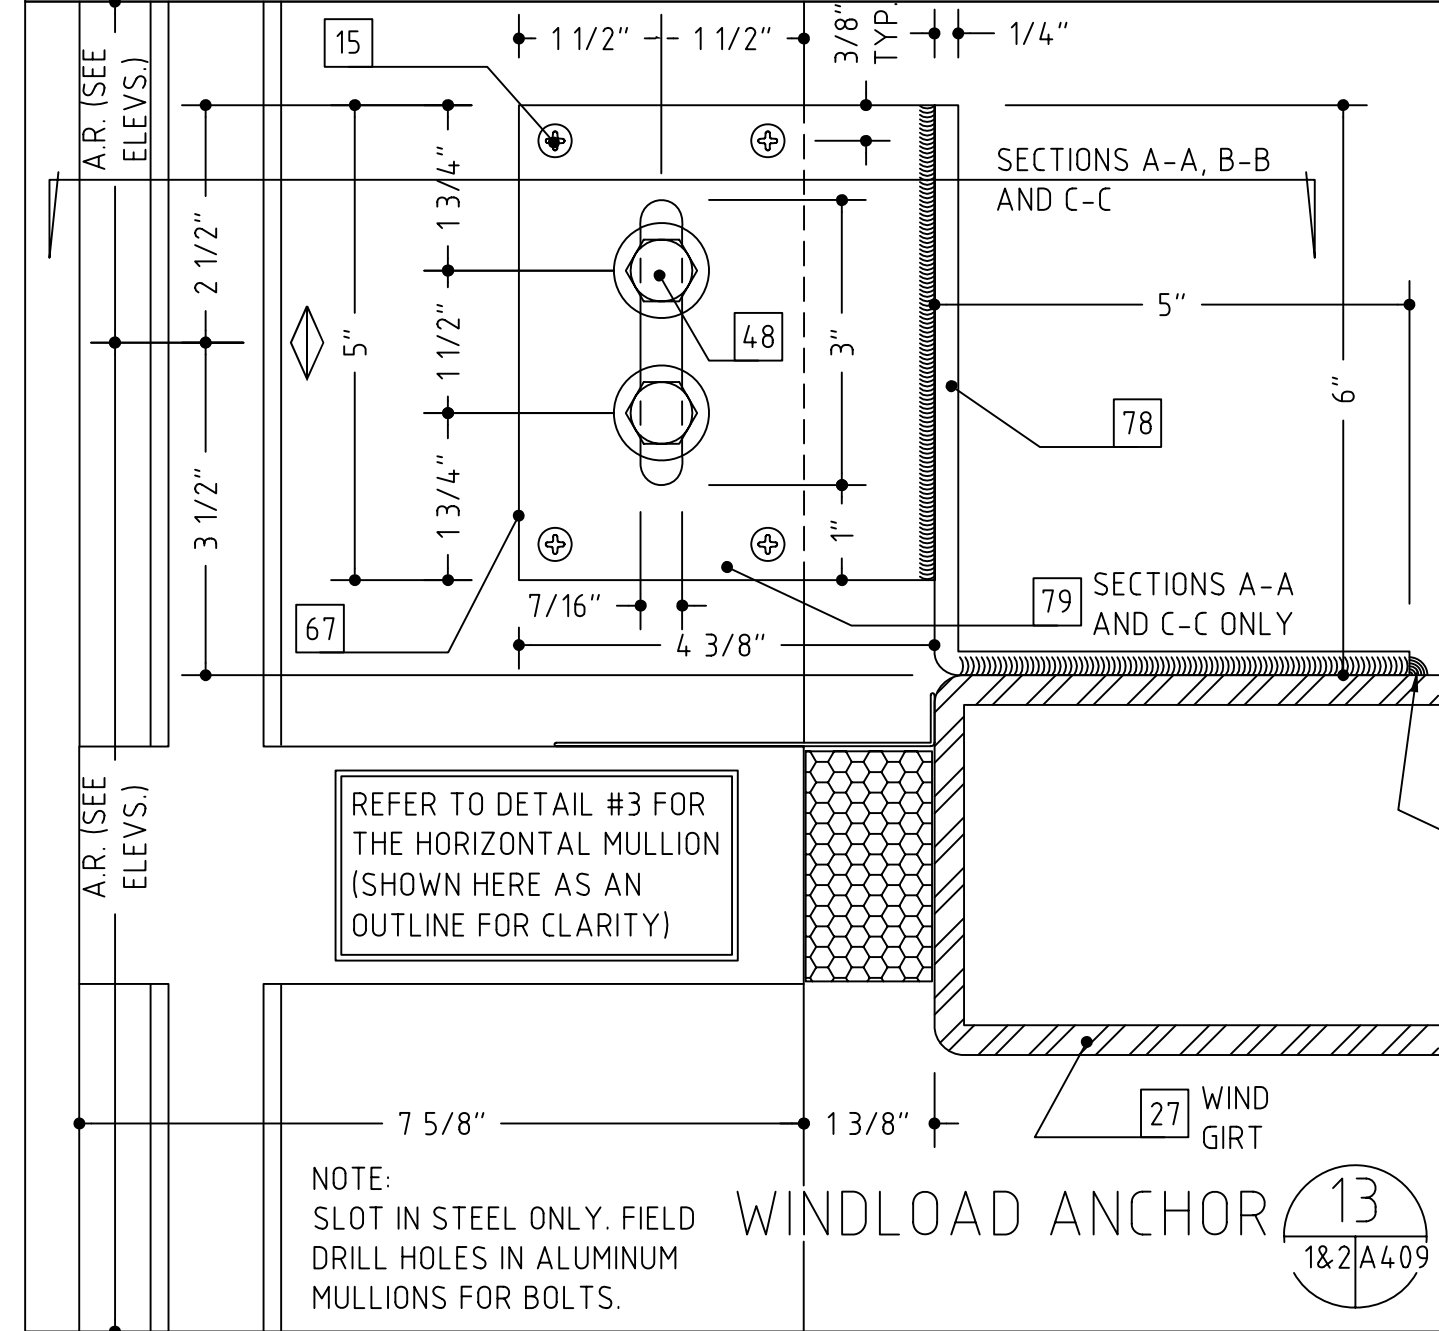 15
1 1/2"
1 1/2"
3/8"
TYP.
1/4"
A.R. (SEE
ELEVS.)
SECTIONS A-A, B-B
AND C-C
1 3/4"
2 1/2"
5"
48
1 1/2"
3"
5"
6"
78
3 1/2"
1 3/4"
1"
67
7/16"
4 3/8"
79
SECTIONS A-A
AND C-C ONLY
A.R. (SEE
ELEVS.)
REFER TO DETAIL #3 FOR
THE HORIZONTAL MULLION
(SHOWN HERE AS AN
OUTLINE FOR CLARITY)
7 5/8"
1 3/8"
27
WIND
GIRT
NOTE:
SLOT IN STEEL ONLY. FIELD
DRILL HOLES IN ALUMINUM
MULLIONS FOR BOLTS.
WINDLOAD ANCHOR
13
1&2
A409